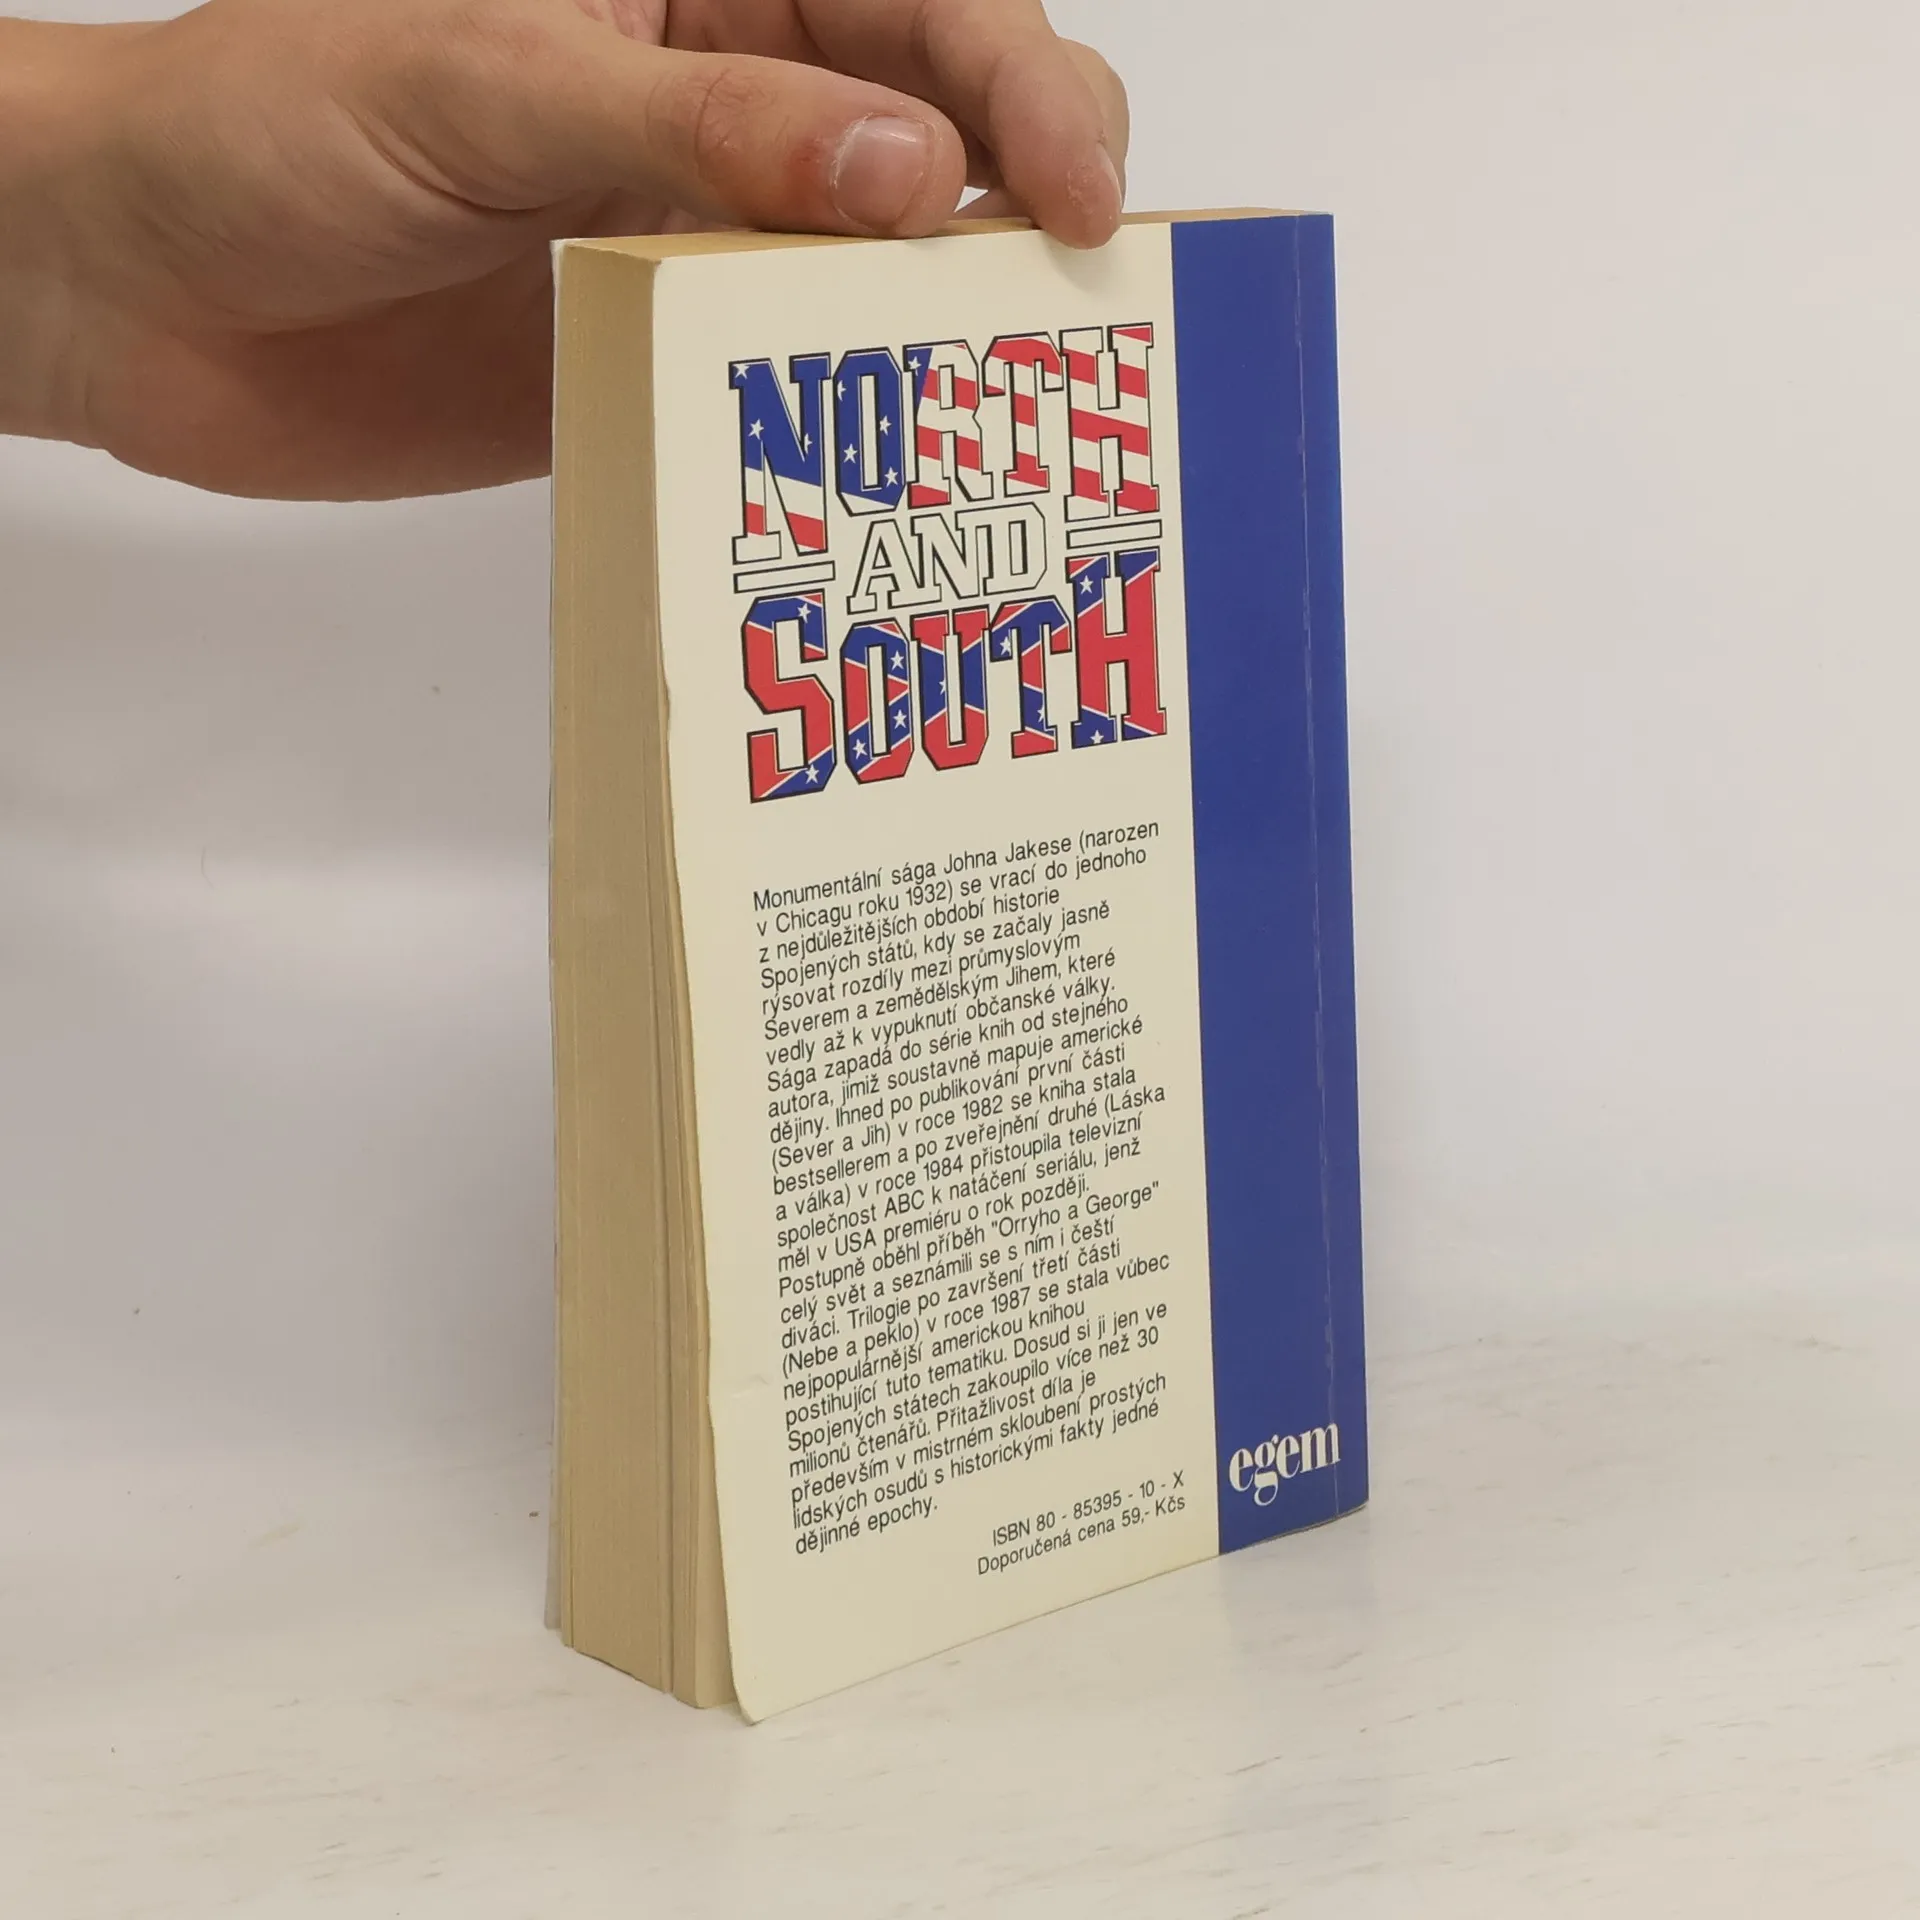 NORTH
AND
SOUTH
Monumentální sága Johna Jakese (narozen
v Chicagu roku 1932) se vrací do jednoho
z nejdůležitějších období historie
Spojených států, kdy se začaly jasně
rýsovat rozdíly mezi průmyslovým
Severem a zemědělským Jihem, které
vedly až k vypuknutí občanské války.
Sága zapadá do série knih od stejného
autora, jimiž soustavně mapuje americké
dějiny. Ihned po publikování první části
(Sever a Jih) v roce 1982 se kniha stala
bestsellerem a po zveřejnění druhé (Láska
a válka) v roce 1984 přistoupila televizní
společnost ABC k natáčení seriálu, jenž
měl v USA premiéru o rok později.
Postupně oběhl příběh "Orryho a George"
celý svět a seznámili se s ním i čeští
diváci. Trilogie po završení třetí části
(Nebe a peklo) v roce 1987 se stala vůbec
nejpopulárnější americkou knihou
postihující tuto tematiku. Dosud si ji jen ve
Spojených státech zakoupilo více než 30
milionů čtenářů. Přitažlivost díla je
především v mistrném skloubení prostých
lidských osudů s historickými fakty jedné
dějinné epochy.
ISBN 80 - 85395 - 10 - X
Doporučená cena 59,- Kčs
egem